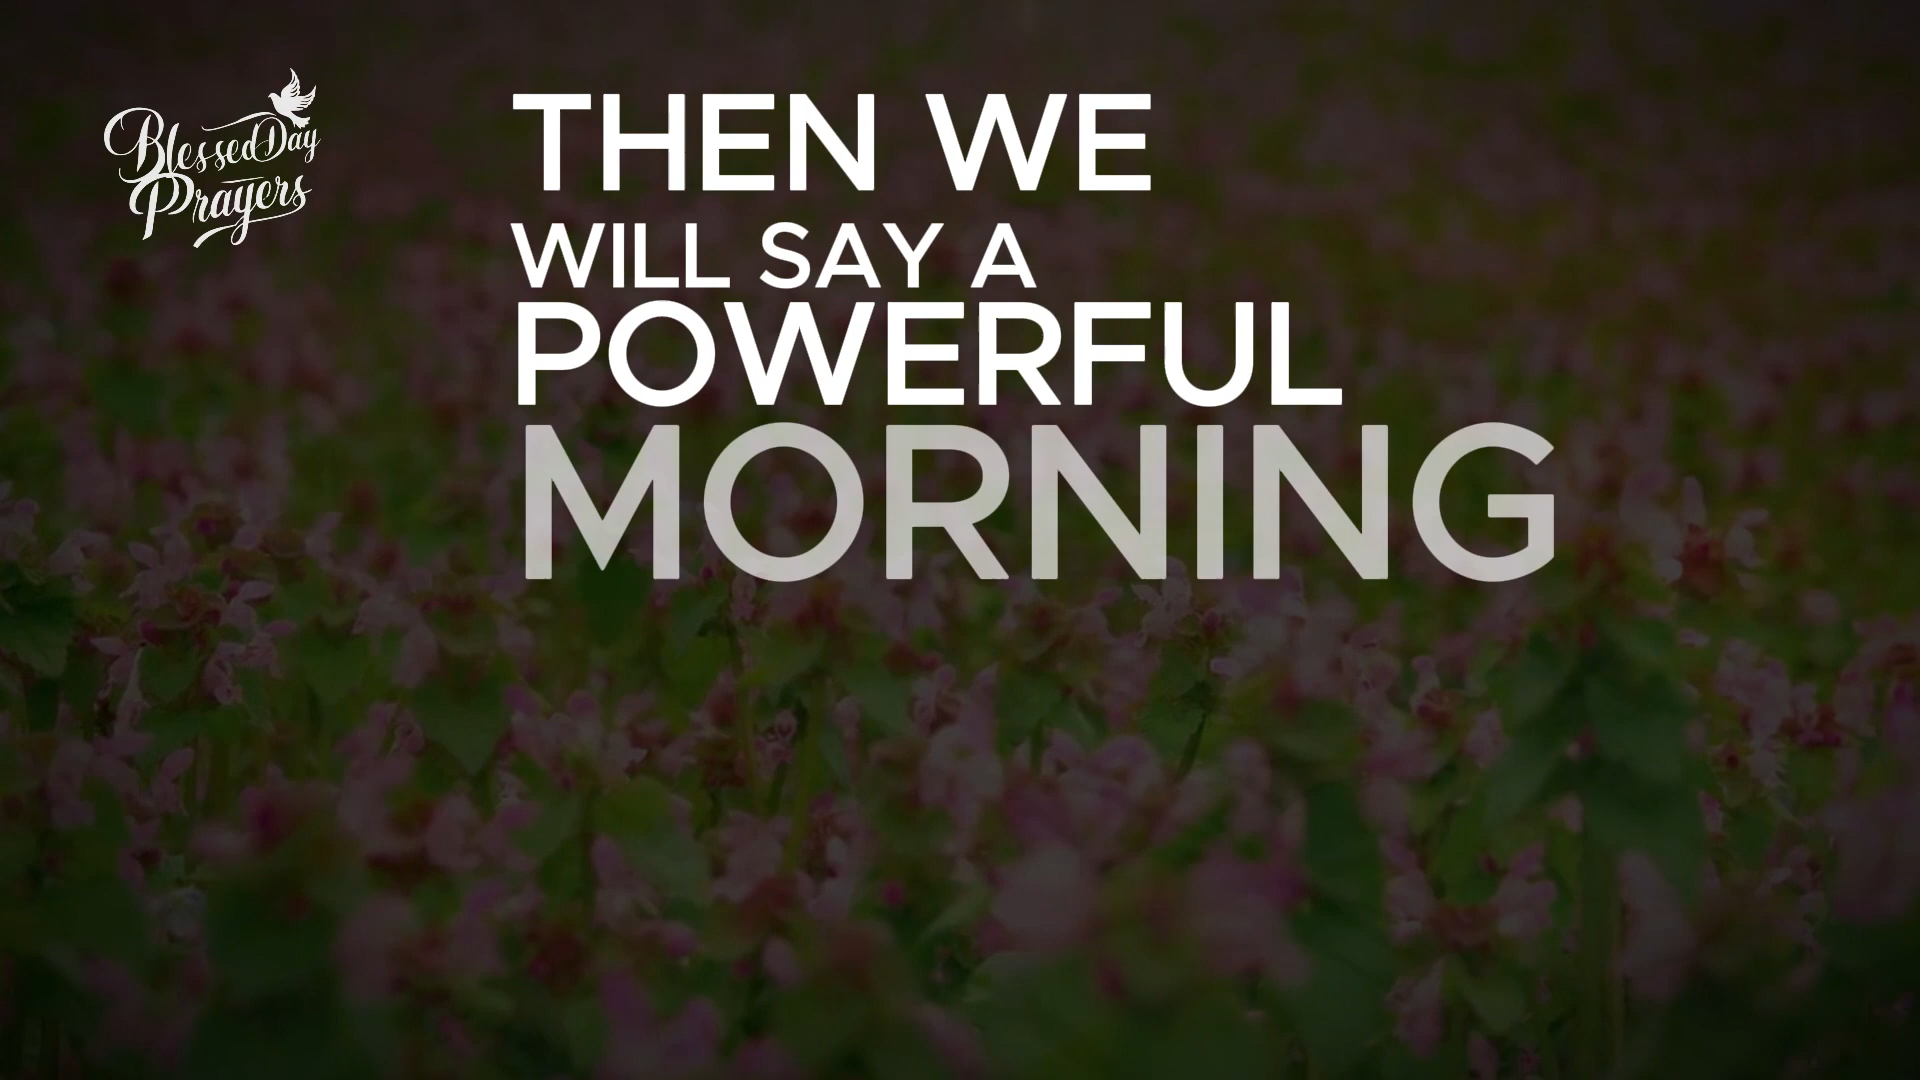 Blessed Day
Prayers
THEN WE
WILL SAY A
POWERFUL
MORNING